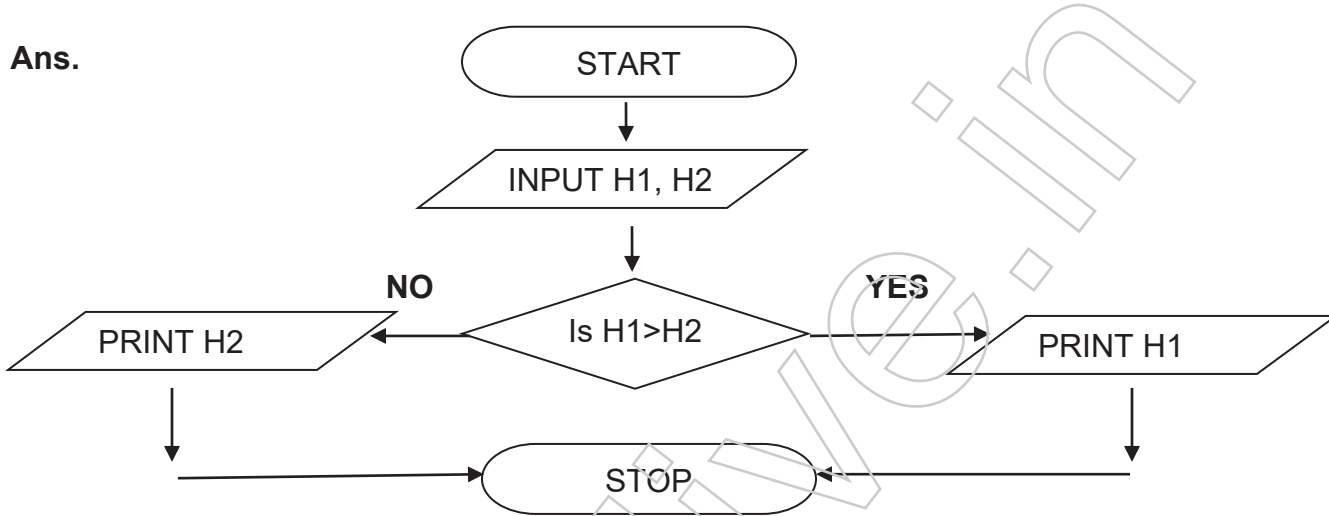 Ans.
START
INPUT H1, H2
NO
YES
Is H1>H2
PRINT H2
PRINT H1
STOP